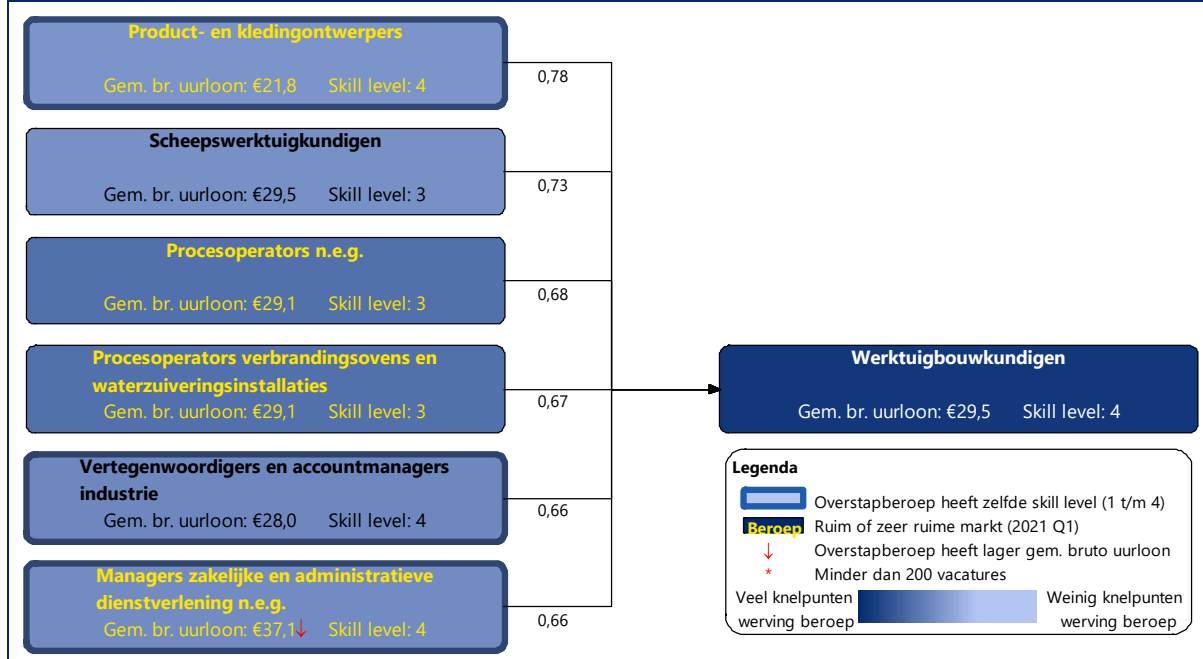 Product- en kledingontwerpers
Gem. br. uurloon: €21,8 Skill level: 4
0,78
Scheepswerktuigkundigen
Gem. br. uurloon: €29,5 Skill level: 3
0,73
Procesoperators n.e.g.
Gem. br. uurloon: €29,1 Skill level: 3
0,68
Procesoperators verbrandingsovens en
waterzuiveringsinstallaties
Gem. br. uurloon: €29,1 Skill level: 3
0,67
Vertegenwoordigers en accountmanagers
industrie
Gem. br. uurloon: €28,0 Skill level: 4
0,66
Managers zakelijke en administratieve
dienstverlening n.e.g.
Gem. br. uurloon: €37,1↓ Skill level: 4
0,66
Werktuigbouwkundigen
Gem. br. uurloon: €29,5 Skill level: 4
Legenda
Overstapberoep heeft zelfde skill level (1 t/m 4)
Beroep Ruim of zeer ruime markt (2021 Q1)
↓ Overstapberoep heeft lager gem. bruto uurloon
* Minder dan 200 vacatures
Veel knelpunten
werving beroep
Weinig knelpunten
werving beroep